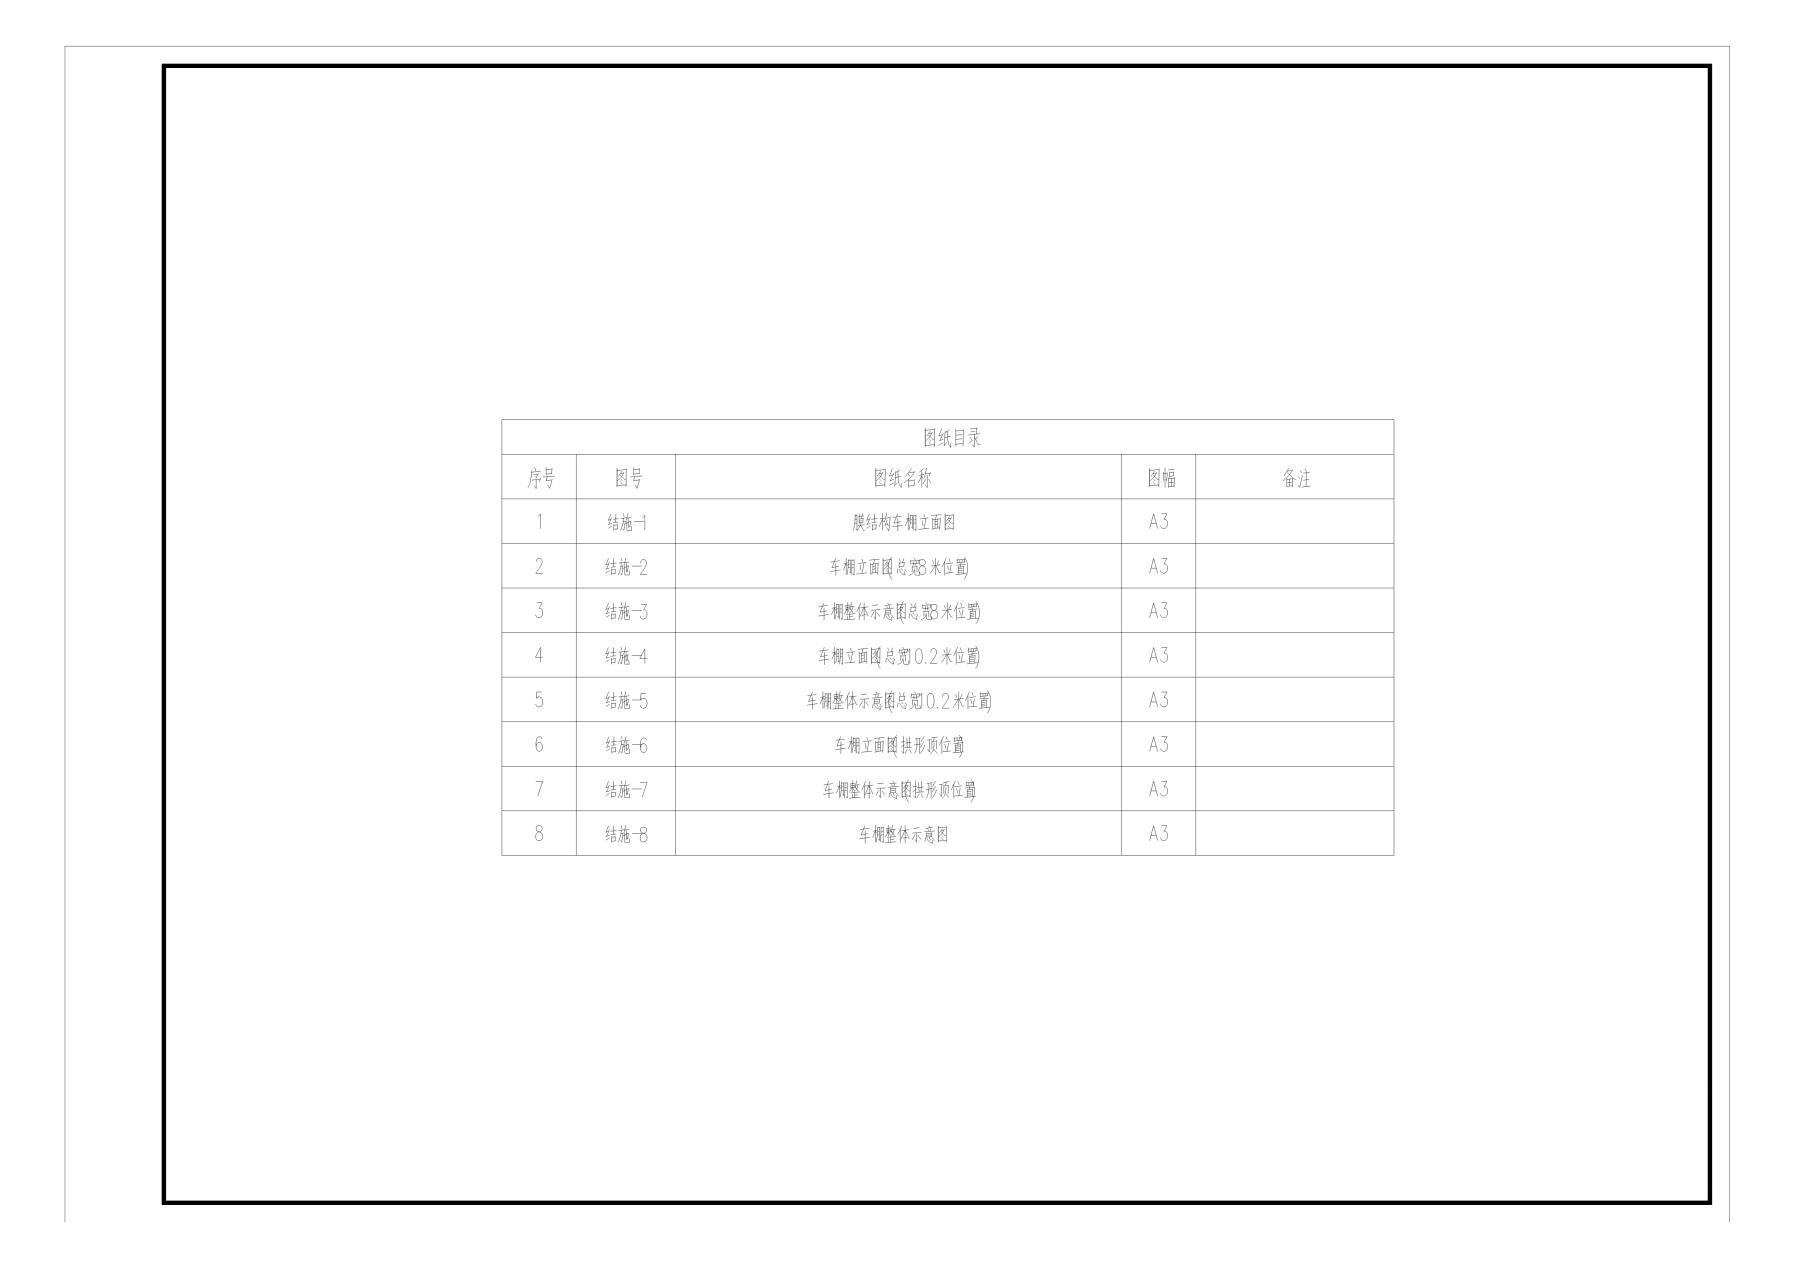 图纸目录
序号 图号 图纸名称 图幅 备注
1 结施-1 膜结构车棚立面图 A3
2 结施-2 车棚立面图(总宽8米位置) A3
3 结施-3 车棚整体示意图(总宽8米位置) A3
4 结施-4 车棚立面图(总宽10.2米位置) A3
5 结施-5 车棚整体示意图(总宽10.2米位置) A3
6 结施-6 车棚立面图(拱形顶位置) A3
7 结施-7 车棚整体示意图(拱形顶位置) A3
8 结施-8 车棚整体示意图 A3